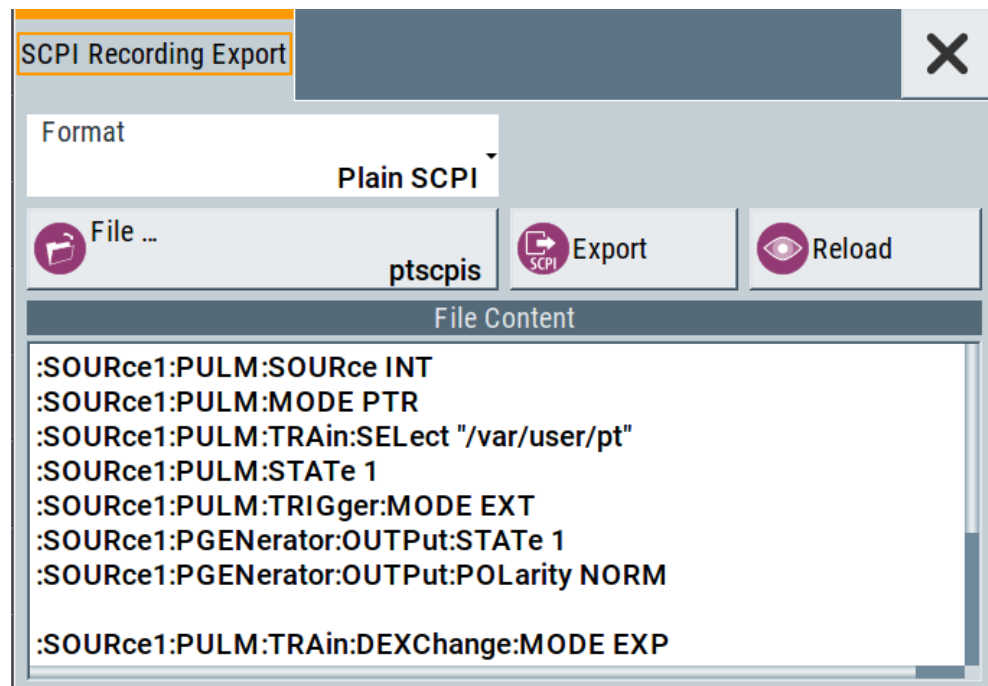 SCPI Recording Export
Format
Plain SCPI
File ...
ptscpis
SCPI
Export
Reload
File Content
:SOURce1:PULM:SOURce INT
:SOURce1:PULM:MODE PTR
:SOURce1:PULM:TRAin:SELect "/var/user/pt"
:SOURce1:PULM:STATe 1
:SOURce1:PULM:TRIGger:MODE EXT
:SOURce1:PGENerator:OUTPut:STATe 1
:SOURce1:PGENerator:OUTPut:POLarity NORM
:SOURce1:PULM:TRAin:DEXChange:MODE EXP